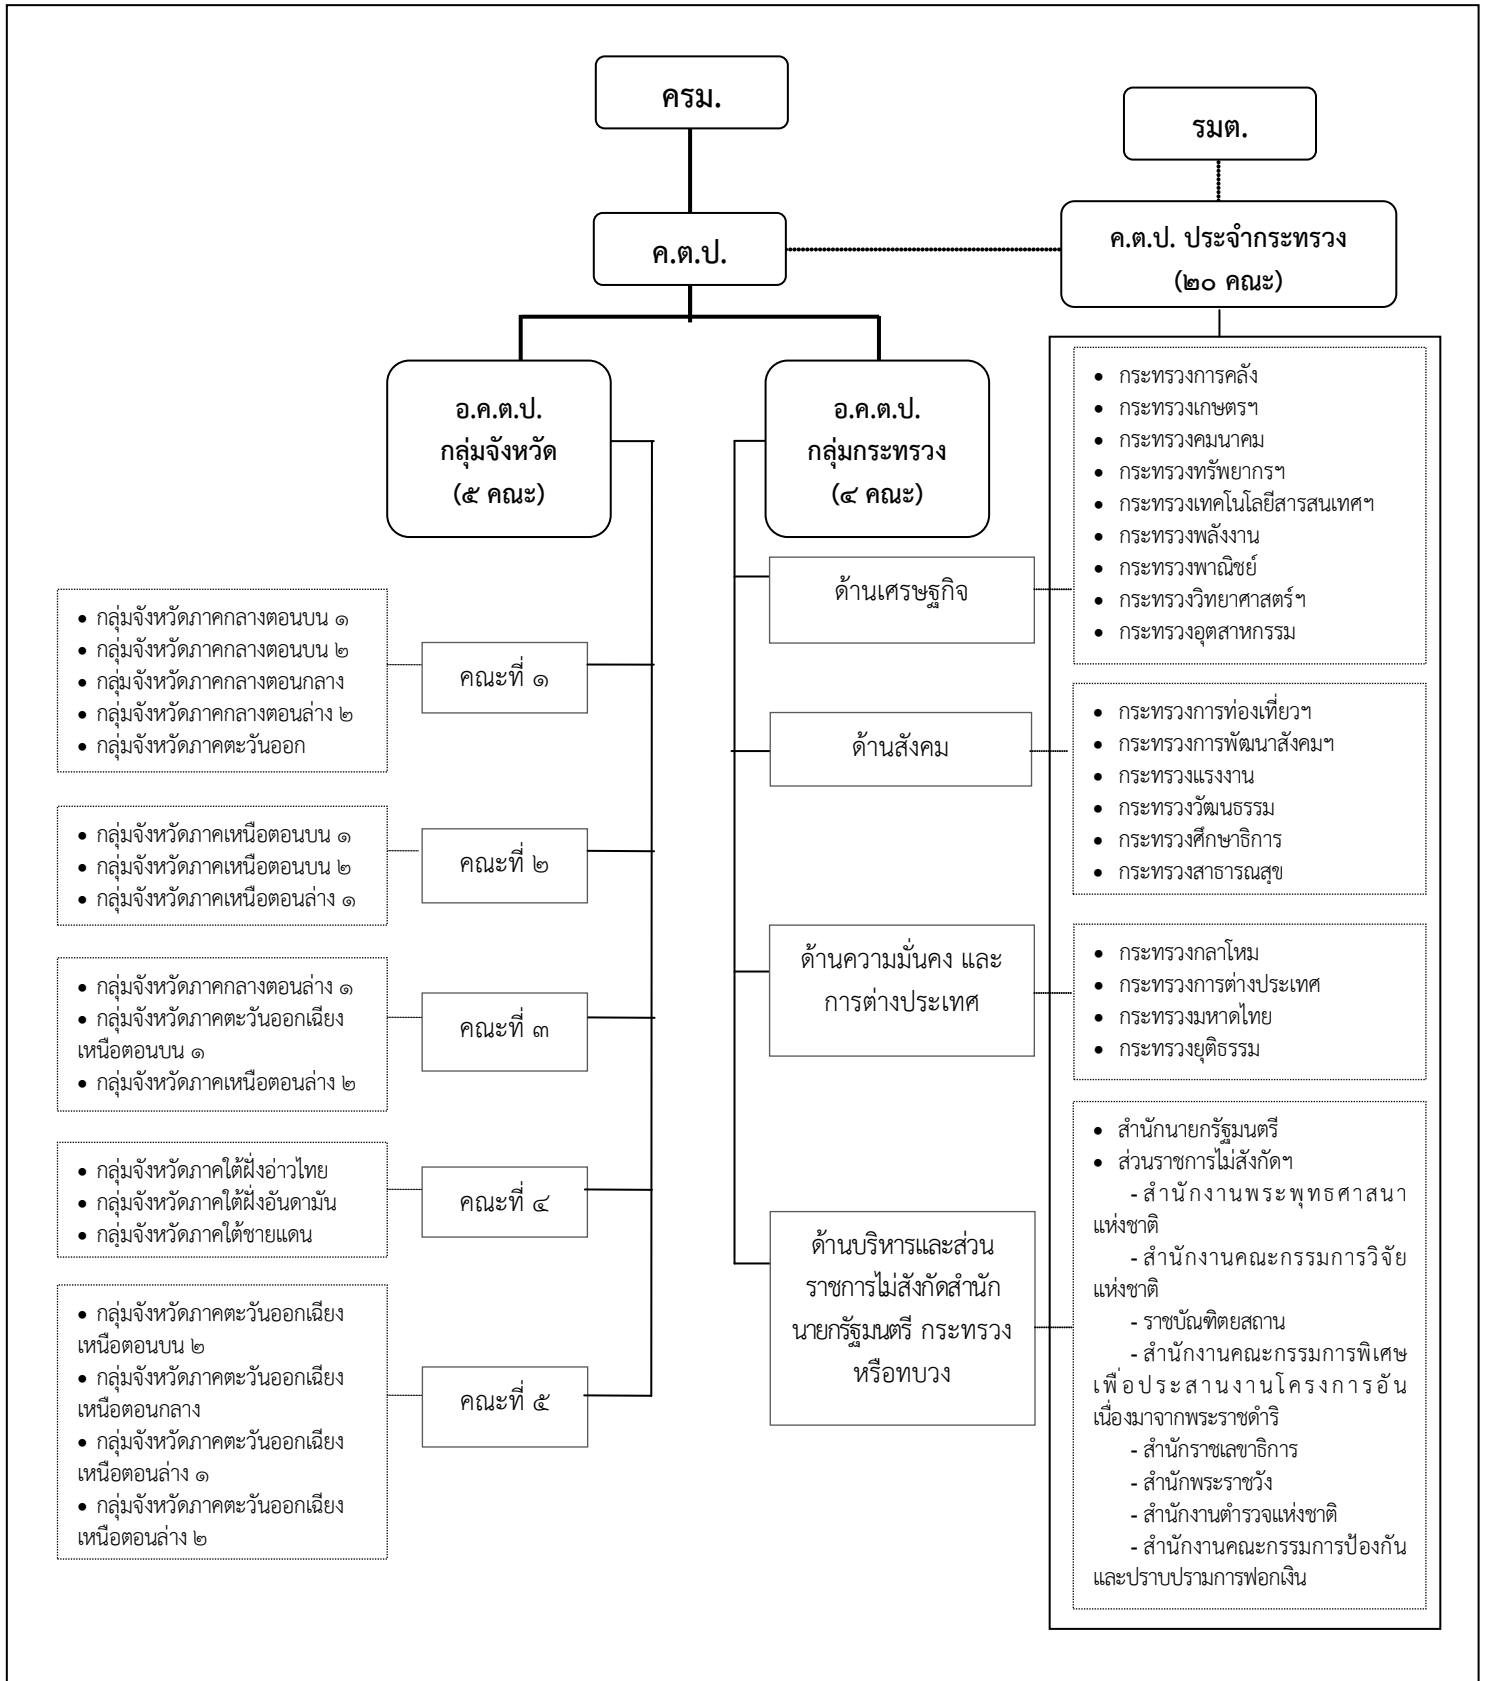 ครม.
รมต.
ค.ต.ป.
ค.ต.ป. ประจำกระทรวง
(๒๐ คณะ)
อ.ค.ต.ป.
กลุ่มจังหวัด
(๕ คณะ)
อ.ค.ต.ป.
กลุ่มกระทรวง
(๔ คณะ)
• กลุ่มจังหวัดภาคกลางตอนบน ๑
• กลุ่มจังหวัดภาคกลางตอนบน ๒
• กลุ่มจังหวัดภาคกลางตอนกลาง
• กลุ่มจังหวัดภาคกลางตอนล่าง ๒
• กลุ่มจังหวัดภาคตะวันออก
คณะที่ ๑
• กลุ่มจังหวัดภาคเหนือตอนบน ๑
• กลุ่มจังหวัดภาคเหนือตอนบน ๒
• กลุ่มจังหวัดภาคเหนือตอนล่าง ๑
คณะที่ ๒
• กลุ่มจังหวัดภาคกลางตอนล่าง ๑
• กลุ่มจังหวัดภาคตะวันออกเฉียง
เหนือตอนบน ๑
• กลุ่มจังหวัดภาคเหนือตอนล่าง ๒
คณะที่ ๓
• กลุ่มจังหวัดภาคใต้ฝั่งอ่าวไทย
• กลุ่มจังหวัดภาคใต้ฝั่งอันดามัน
• กลุ่มจังหวัดภาคใต้ชายแดน
คณะที่ ๔
• กลุ่มจังหวัดภาคตะวันออกเฉียง
เหนือตอนบน ๒
• กลุ่มจังหวัดภาคตะวันออกเฉียง
เหนือตอนกลาง
• กลุ่มจังหวัดภาคตะวันออกเฉียง
เหนือตอนล่าง ๑
• กลุ่มจังหวัดภาคตะวันออกเฉียง
เหนือตอนล่าง ๒
คณะที่ ๕
ด้านเศรษฐกิจ
• กระทรวงการคลัง
• กระทรวงเกษตรฯ
• กระทรวงคมนาคม
• กระทรวงทรัพยากรฯ
• กระทรวงเทคโนโลยีสารสนเทศฯ
• กระทรวงพลังงาน
• กระทรวงพาณิชย์
• กระทรวงวิทยาศาสตร์ฯ
• กระทรวงอุตสาหกรรม
ด้านสังคม
• กระทรวงการท่องเที่ยวฯ
• กระทรวงการพัฒนาสังคมฯ
• กระทรวงแรงงาน
• กระทรวงวัฒนธรรม
• กระทรวงศึกษาธิการ
• กระทรวงสาธารณสุข
ด้านความมั่นคง และ
การต่างประเทศ
• กระทรวงกลาโหม
• กระทรวงการต่างประเทศ
• กระทรวงมหาดไทย
• กระทรวงยุติธรรม
ด้านบริหารและส่วน
ราชการไม่สังกัดสำนัก
นายกรัฐมนตรี กระทรวง
หรือทบวง
• สำนักนายกรัฐมนตรี
• ส่วนราชการไม่สังกัดฯ
- สำนักงานพระพุทธศาสนา
แห่งชาติ
- สำนักงานคณะกรรมการวิจัย
แห่งชาติ
- ราชบัณฑิตยสถาน
- สำนักงานคณะกรรมการพิเศษ
เพื่อประสานงานโครงการอัน
เนื่องมาจากพระราชดำริ
- สำนักราชเลขาธิการ
- สำนักพระราชวัง
- สำนักงานตำรวจแห่งชาติ
- สำนักงานคณะกรรมการป้องกัน
และปราบปรามการฟอกเงิน